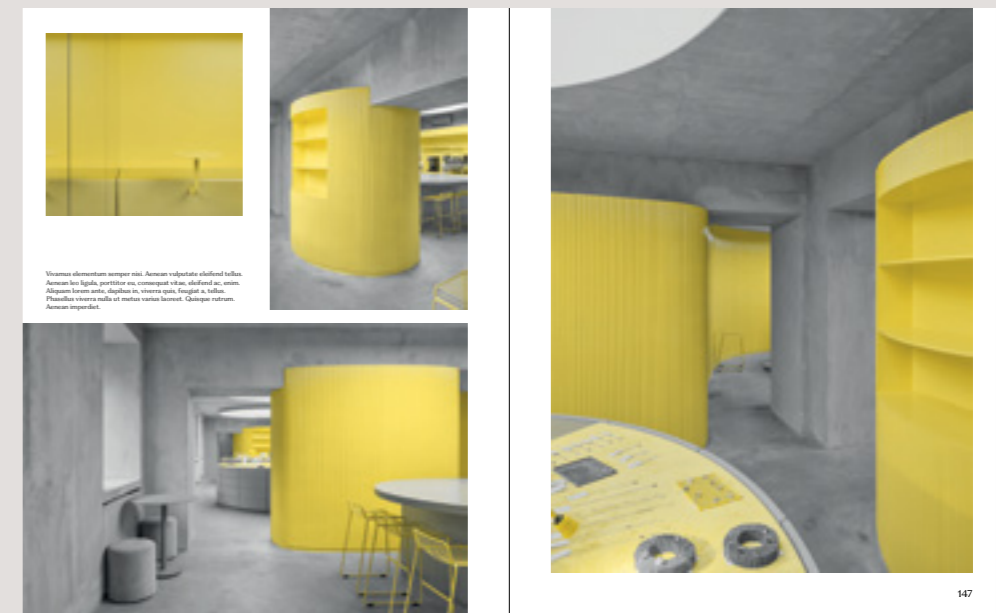 Vivamus elementum semper nisi. Aenean vulputate eleifend tellus.
Aenean leo ligula, porttitor eu, consequat vitae, eleifend ac, enim.
Aliquam lorem ante, dapibus in, viverra quis, feugiat a, tellus.
Phasellus viverra nulla ut metus varius laoreet. Quisque rutrum.
Aenean imperdiet.
147